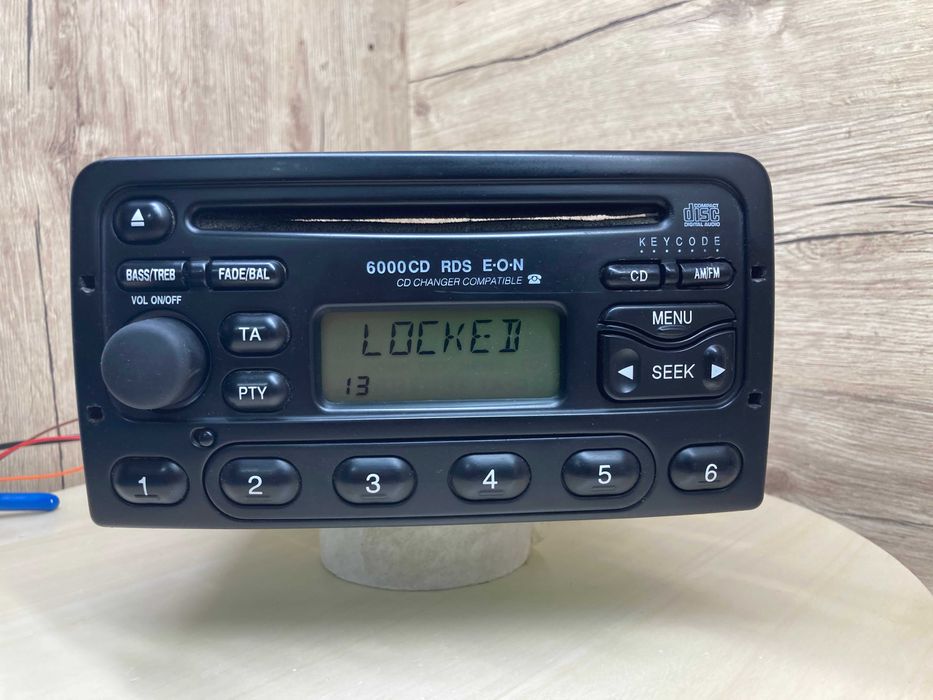 COMPACT
disc
DIGITAL AUDIO
KEYCODE
6000CD RDS E·O·N
CD CHANGER COMPATIBLE
BASS/TREB
FADE/BAL
CD
AM/FM
VOL ON/OFF
MENU
TA
LOCKED
SEEK
13
PTY
1
2
3
4
5
6